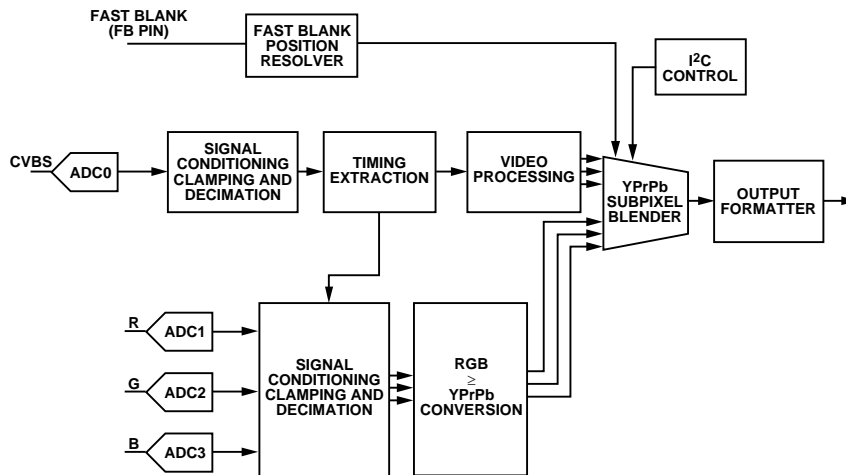 FAST BLANK
(FB PIN)
FAST BLANK
POSITION
RESOLVER
I²C
CONTROL
CVBS
ADC0
SIGNAL
CONDITIONING
CLAMPING AND
DECIMATION
TIMING
EXTRACTION
VIDEO
PROCESSING
YPrPb
SUBPIXEL
BLENDER
OUTPUT
FORMATTER
R
ADC1
G
ADC2
B
ADC3
SIGNAL
CONDITIONING
CLAMPING AND
DECIMATION
RGB
≥
YPrPb
CONVERSION